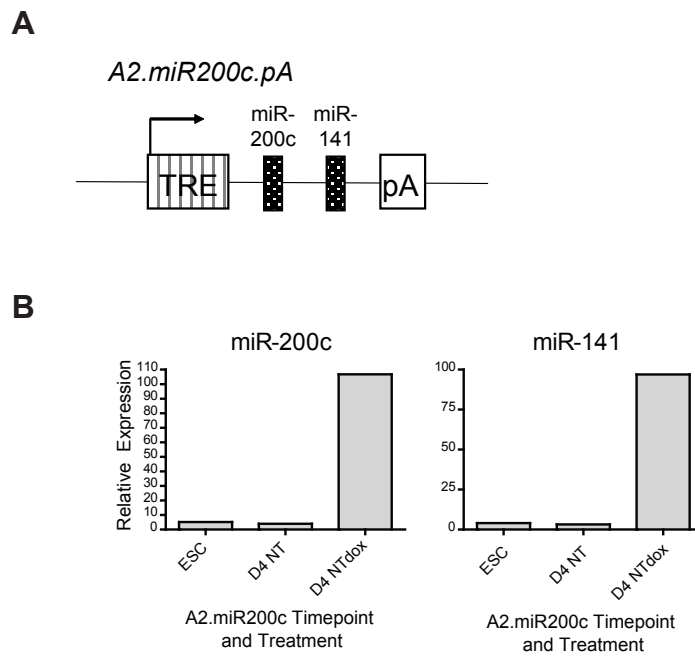 A
A2.miR200c.pA
miR-
200c
miR-
141
TRE
pA
B
miR-200c
Relative Expression
110
100
90
80
70
60
50
40
30
20
10
0
ESC
D4 NT
D4 NTdox
A2.miR200c Timepoint
and Treatment
miR-141
100
75
50
25
0
ESC
D4 NT
D4 NTdox
A2.miR200c Timepoint
and Treatment